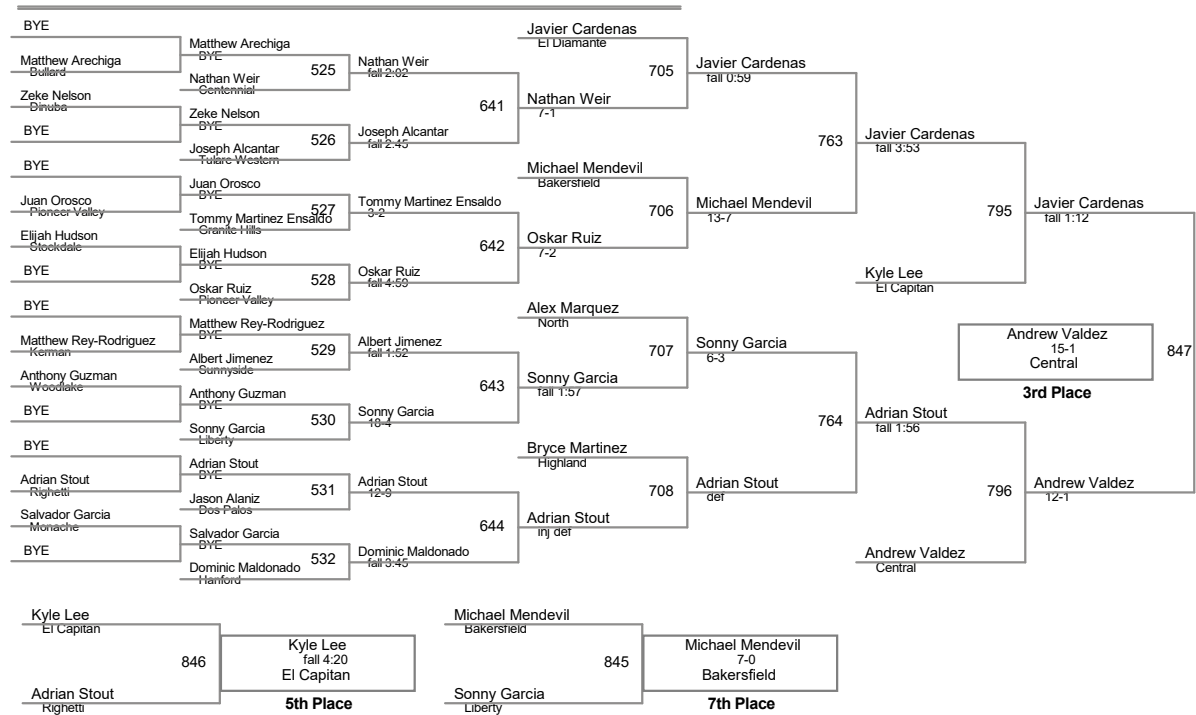 BYE
Matthew Arechiga
Bullard
Zeke Nelson
Dinuba
BYE
BYE
Juan Orosco
Pioneer Valley
Elijah Hudson
Stockdale
BYE
BYE
Matthew Rey-Rodriguez
Kerman
Anthony Guzman
Woodlake
BYE
BYE
Adrian Stout
Righetti
Salvador Garcia
Monache
BYE
Matthew Arechiga
BYE
525
Nathan Weir
Centennial
Zeke Nelson
BYE
526
Joseph Alcantar
Tulare Western
Juan Orosco
BYE
527
Tommy Martinez Ensaldo
Granite Hills
Elijah Hudson
BYE
528
Oskar Ruiz
Pioneer Valley
Matthew Rey-Rodriguez
BYE
529
Albert Jimenez
Sunnyside
Anthony Guzman
BYE
530
Sonny Garcia
Liberty
Adrian Stout
BYE
531
Jason Alaniz
Dos Palos
Salvador Garcia
BYE
532
Dominic Maldonado
Hanford
Nathan Weir
fall 2:02
641
Joseph Alcantar
fall 2:45
Tommy Martinez Ensaldo
3-2
642
Oskar Ruiz
fall 4:59
Albert Jimenez
fall 1:52
643
Sonny Garcia
18-4
Adrian Stout
12-9
644
Dominic Maldonado
fall 3:45
Javier Cardenas
El Diamante
705
Nathan Weir
7-1
Michael Mendevil
Bakersfield
706
Oskar Ruiz
7-2
Alex Marquez
North
707
Sonny Garcia
fall 1:57
Bryce Martinez
Highland
708
Adrian Stout
inj def
Javier Cardenas
fall 0:59
763
Michael Mendevil
13-7
Sonny Garcia
6-3
764
Adrian Stout
def
Javier Cardenas
fall 3:53
795
Kyle Lee
El Capitan
Adrian Stout
fall 1:56
796
Andrew Valdez
Central
Javier Cardenas
fall 1:12
847
Andrew Valdez
12-1
Andrew Valdez
15-1
Central
3rd Place
Kyle Lee
El Capitan
846
Adrian Stout
Righetti
Kyle Lee
fall 4:20
El Capitan
5th Place
Michael Mendevil
Bakersfield
845
Sonny Garcia
Liberty
Michael Mendevil
7-0
Bakersfield
7th Place